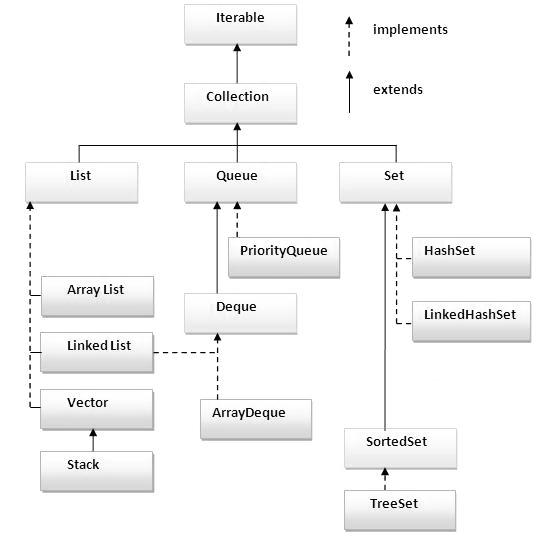 Iterable
implements
Collection
extends
List
Queue
Set
PriorityQueue
HashSet
Array List
Deque
LinkedHashSet
Linked List
Vector
ArrayDeque
Stack
SortedSet
TreeSet